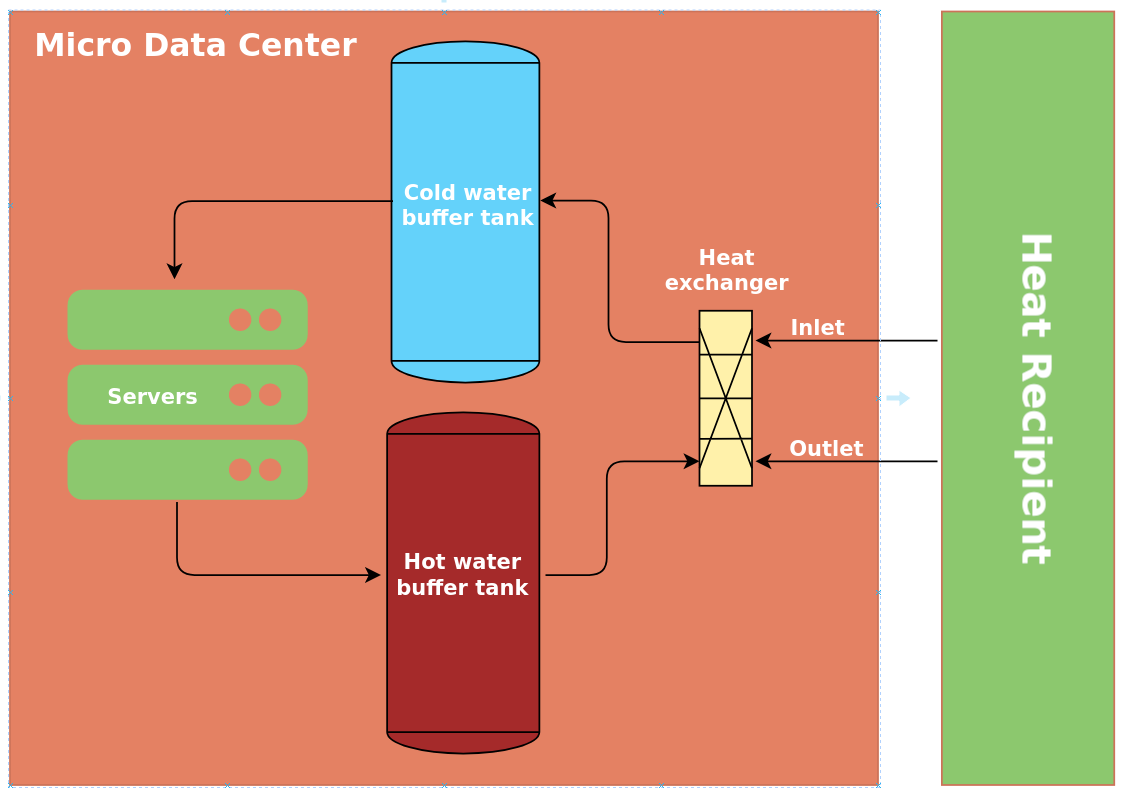 Micro Data Center
Cold water
buffer tank
Heat
exchanger
Inlet
Servers
Outlet
Hot water
buffer tank
Heat Recipient